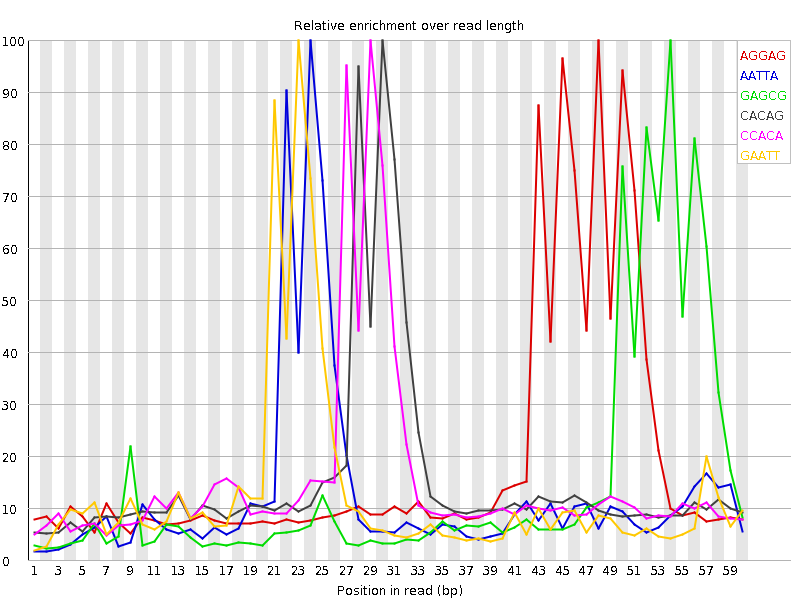 Relative enrichment over read length
100
90
80
70
60
50
40
30
20
10
0
AGGAG
AATTA
GAGCG
CACAG
CCACA
GAATT
1 3 5 7 9 11 13 15 17 19 21 23 25 27 29 31 33 35 37 39 41 43 45 47 49 51 53 55 57 59
Position in read (bp)